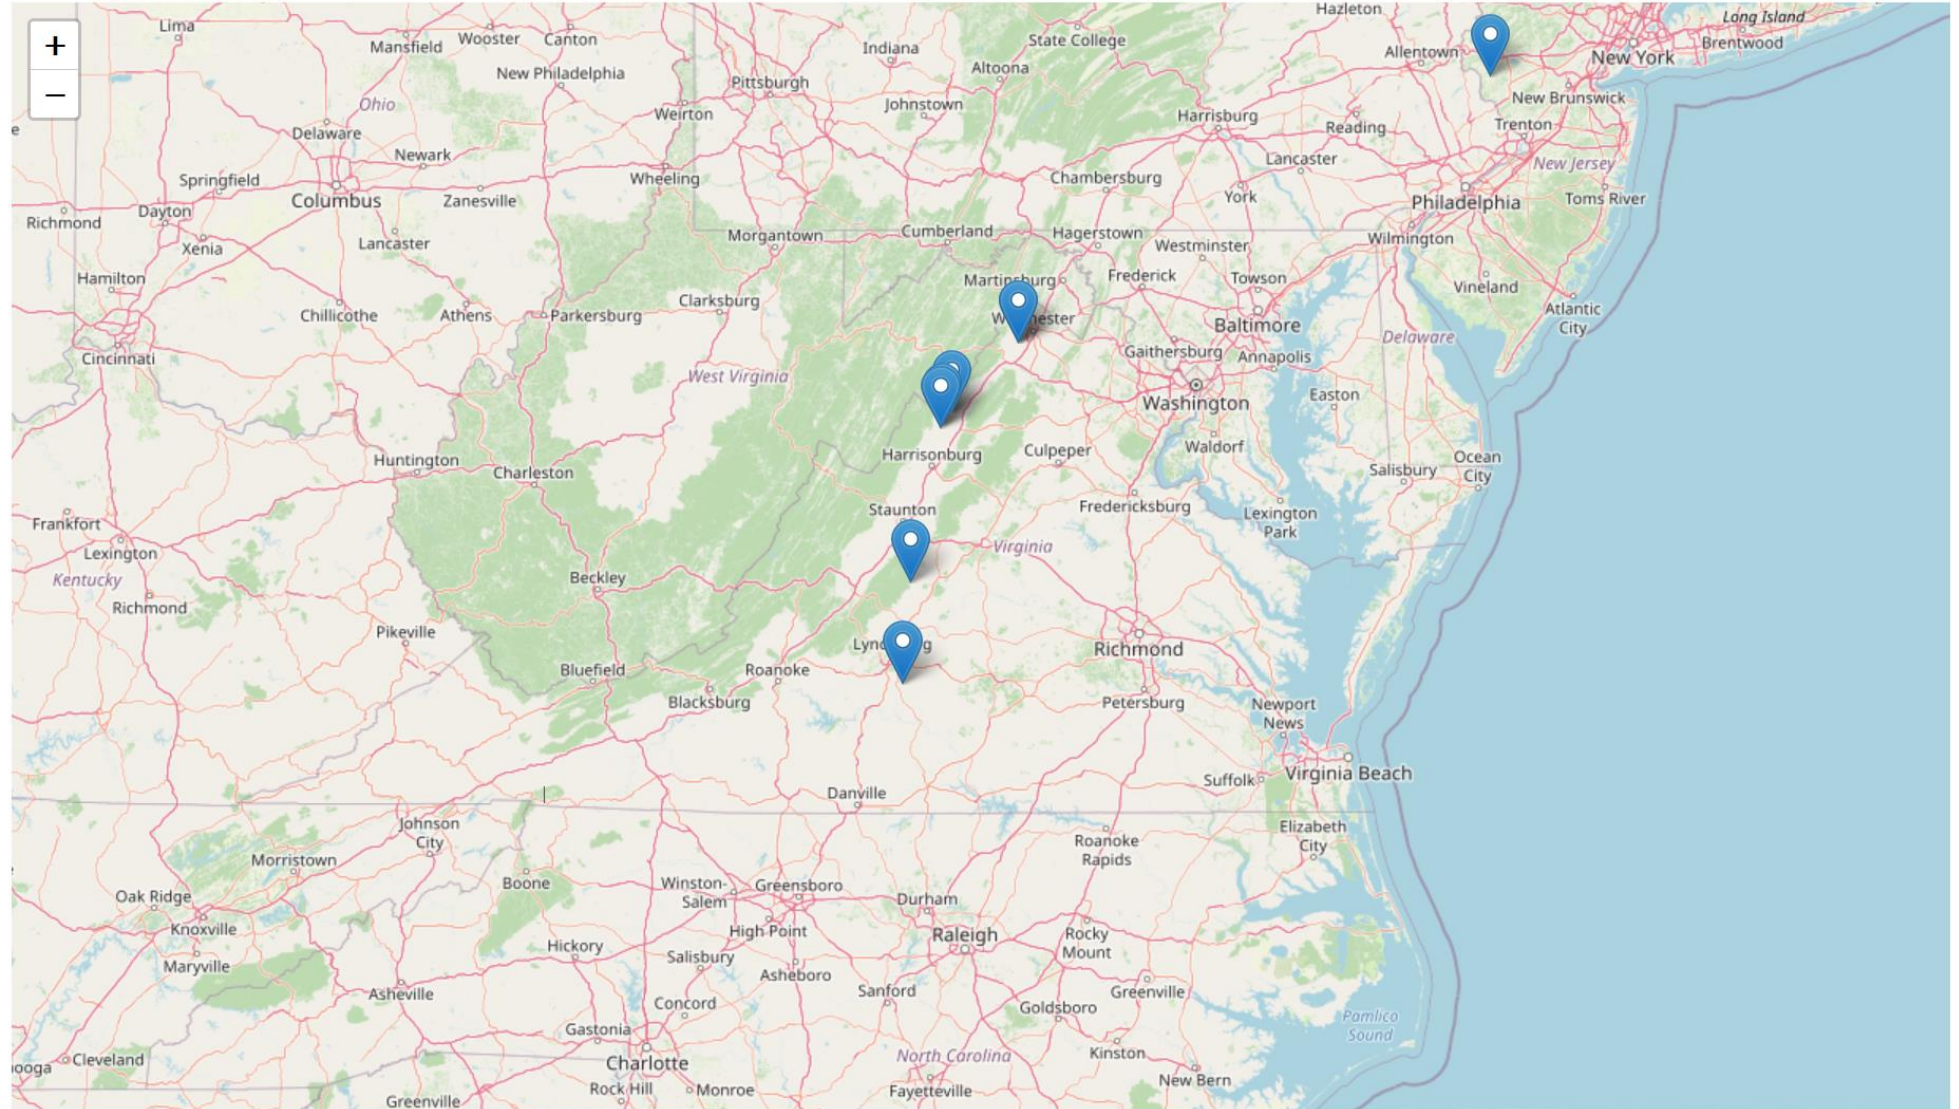 +
−
Lima
Mansfield
Wooster
Canton
Indiana
State College
Hazleton
Long Island
Allentown
Brentwood
New York
New Philadelphia
Pittsburgh
Altoona
Ohio
Johnstown
New Brunswick
Weirton
Harrisburg
Reading
Trenton
Delaware
Newark
Lancaster
New Jersey
Springfield
Wheeling
Chambersburg
Columbus
Zanesville
York
Toms River
Richmond
Dayton
Philadelphia
Xenia
Lancaster
Morgantown
Cumberland
Hagerstown
Westminster
Wilmington
Hamilton
Martinsburg
Frederick
Towson
Vineland
Clarksburg
Chillicothe
Athens
Parkersburg
Atlantic
City
Baltimore
Cincinnati
Gaithersburg
Annapolis
Delaware
West Virginia
Easton
Washington
Huntington
Charleston
Harrisonburg
Culpeper
Waldorf
Salisbury
Ocean
City
Frankfort
Staunton
Fredericksburg
Lexington
Park
Lexington
Virginia
Kentucky
Beckley
Richmond
Pikeville
Richmond
Bluefield
Roanoke
Blacksburg
Petersburg
Newport
News
Suffolk
Virginia Beach
Danville
Johnson
City
Elizabeth
City
Roanoke
Rapids
Morristown
Boone
Winston-
Salem
Greensboro
Oak Ridge
Durham
Knoxville
High Point
Raleigh
Rocky
Mount
Hickory
Salisbury
Maryville
Asheboro
Asheville
Sanford
Greenville
Concord
Goldsboro
Pamlico
Sound
Gastonia
Cleveland
Charlotte
North Carolina
Kinston
Rock Hill
Monroe
Fayetteville
New Bern
Greenville